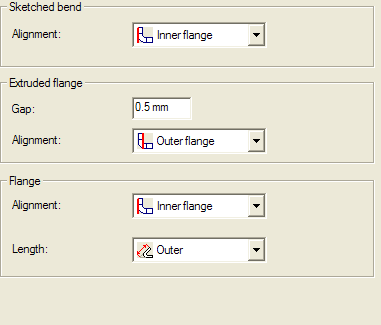 Sketched bend
Alignment: Inner flange
Extruded flange
Gap: 0.5 mm
Alignment: Outer flange
Flange
Alignment: Inner flange
Length: Outer